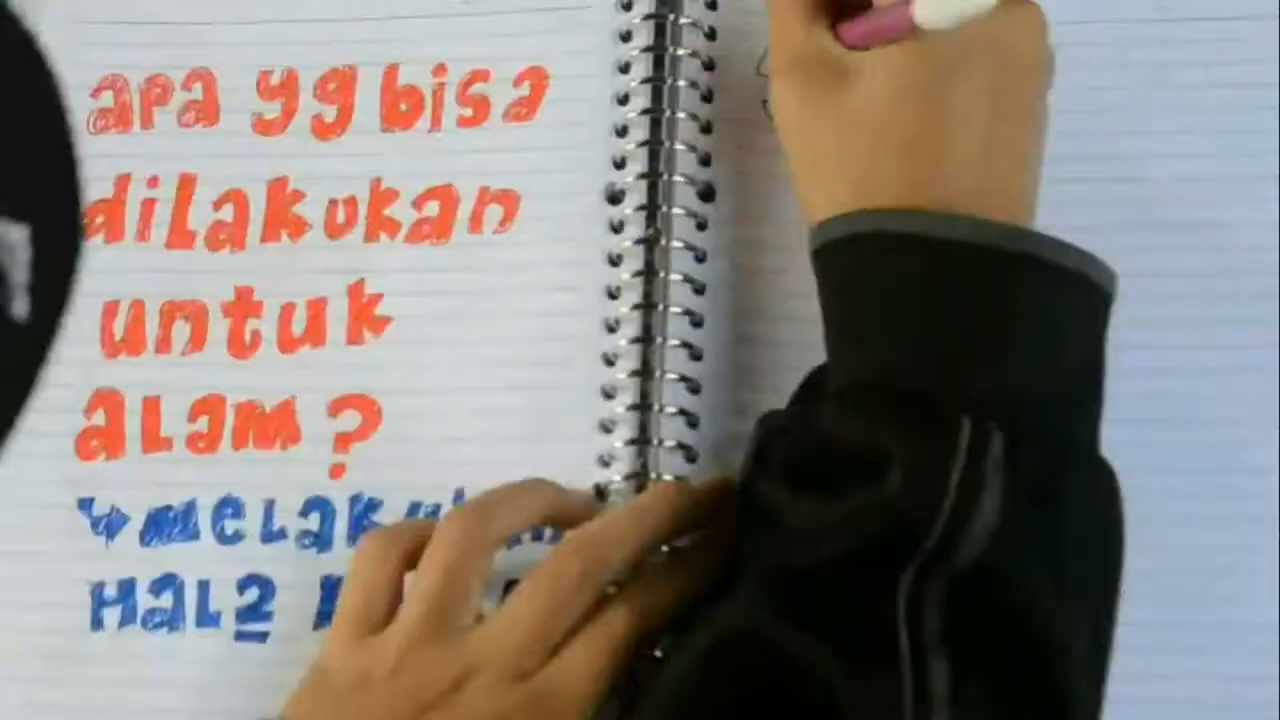 apa yg bisa
dilakukan
untuk
alam?
↳ melak
Hal2